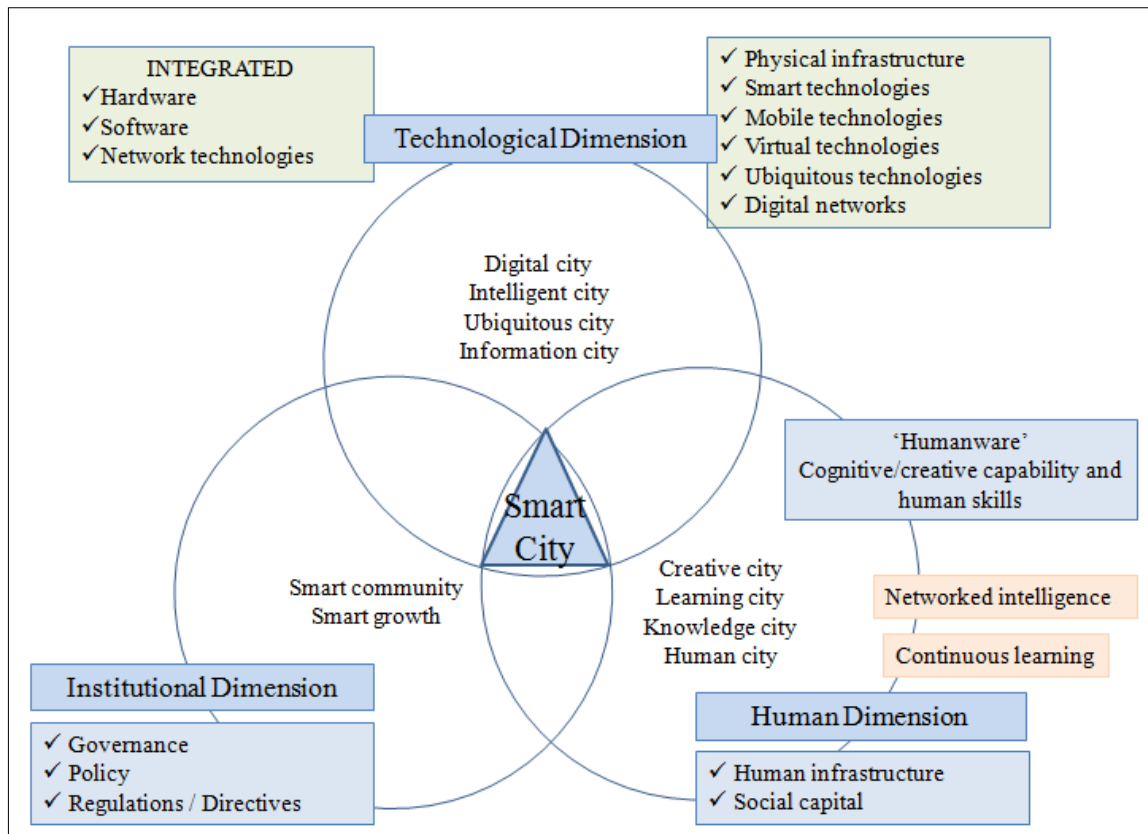 INTEGRATED
✓Hardware
✓Software
✓Network technologies
✓ Physical infrastructure
✓ Smart technologies
✓ Mobile technologies
✓ Virtual technologies
✓ Ubiquitous technologies
✓ Digital networks
Technological Dimension
Digital city
Intelligent city
Ubiquitous city
Information city
‘Humanware’
Cognitive/creative capability and
human skills
Smart
City
Smart community
Smart growth
Creative city
Learning city
Knowledge city
Human city
Networked intelligence
Continuous learning
Institutional Dimension
✓ Governance
✓ Policy
✓ Regulations / Directives
Human Dimension
✓ Human infrastructure
✓ Social capital